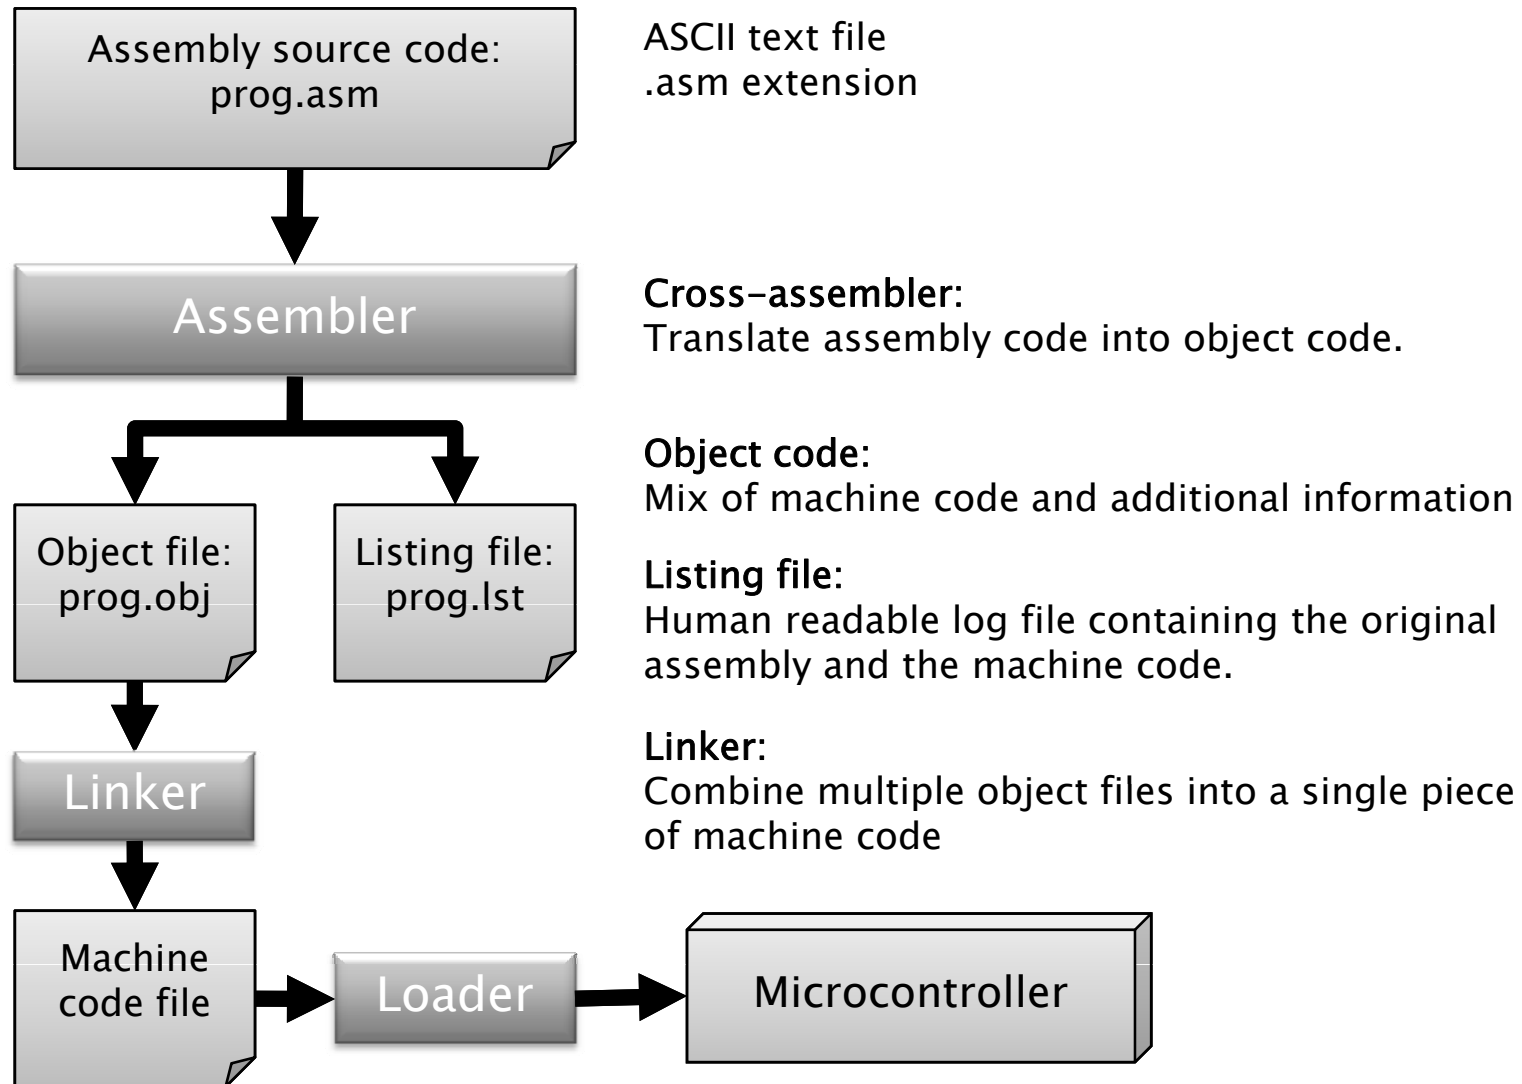 Assembly source code:
prog.asm
ASCII text file
.asm extension
Assembler
Cross-assembler:
Translate assembly code into object code.
Object code:
Mix of machine code and additional information
Object file:
prog.obj
Listing file:
prog.lst
Listing file:
Human readable log file containing the original
assembly and the machine code.
Linker
Linker:
Combine multiple object files into a single piece
of machine code
Machine
code file
Loader
Microcontroller